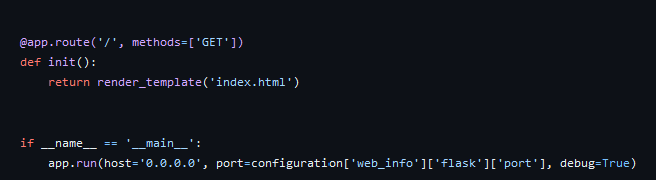 @app.route('/', methods=['GET'])
def init():
    return render_template('index.html')
if __name__ == '__main__':
    app.run(host='0.0.0.0', port=configuration['web_info']['flask']['port'], debug=True)